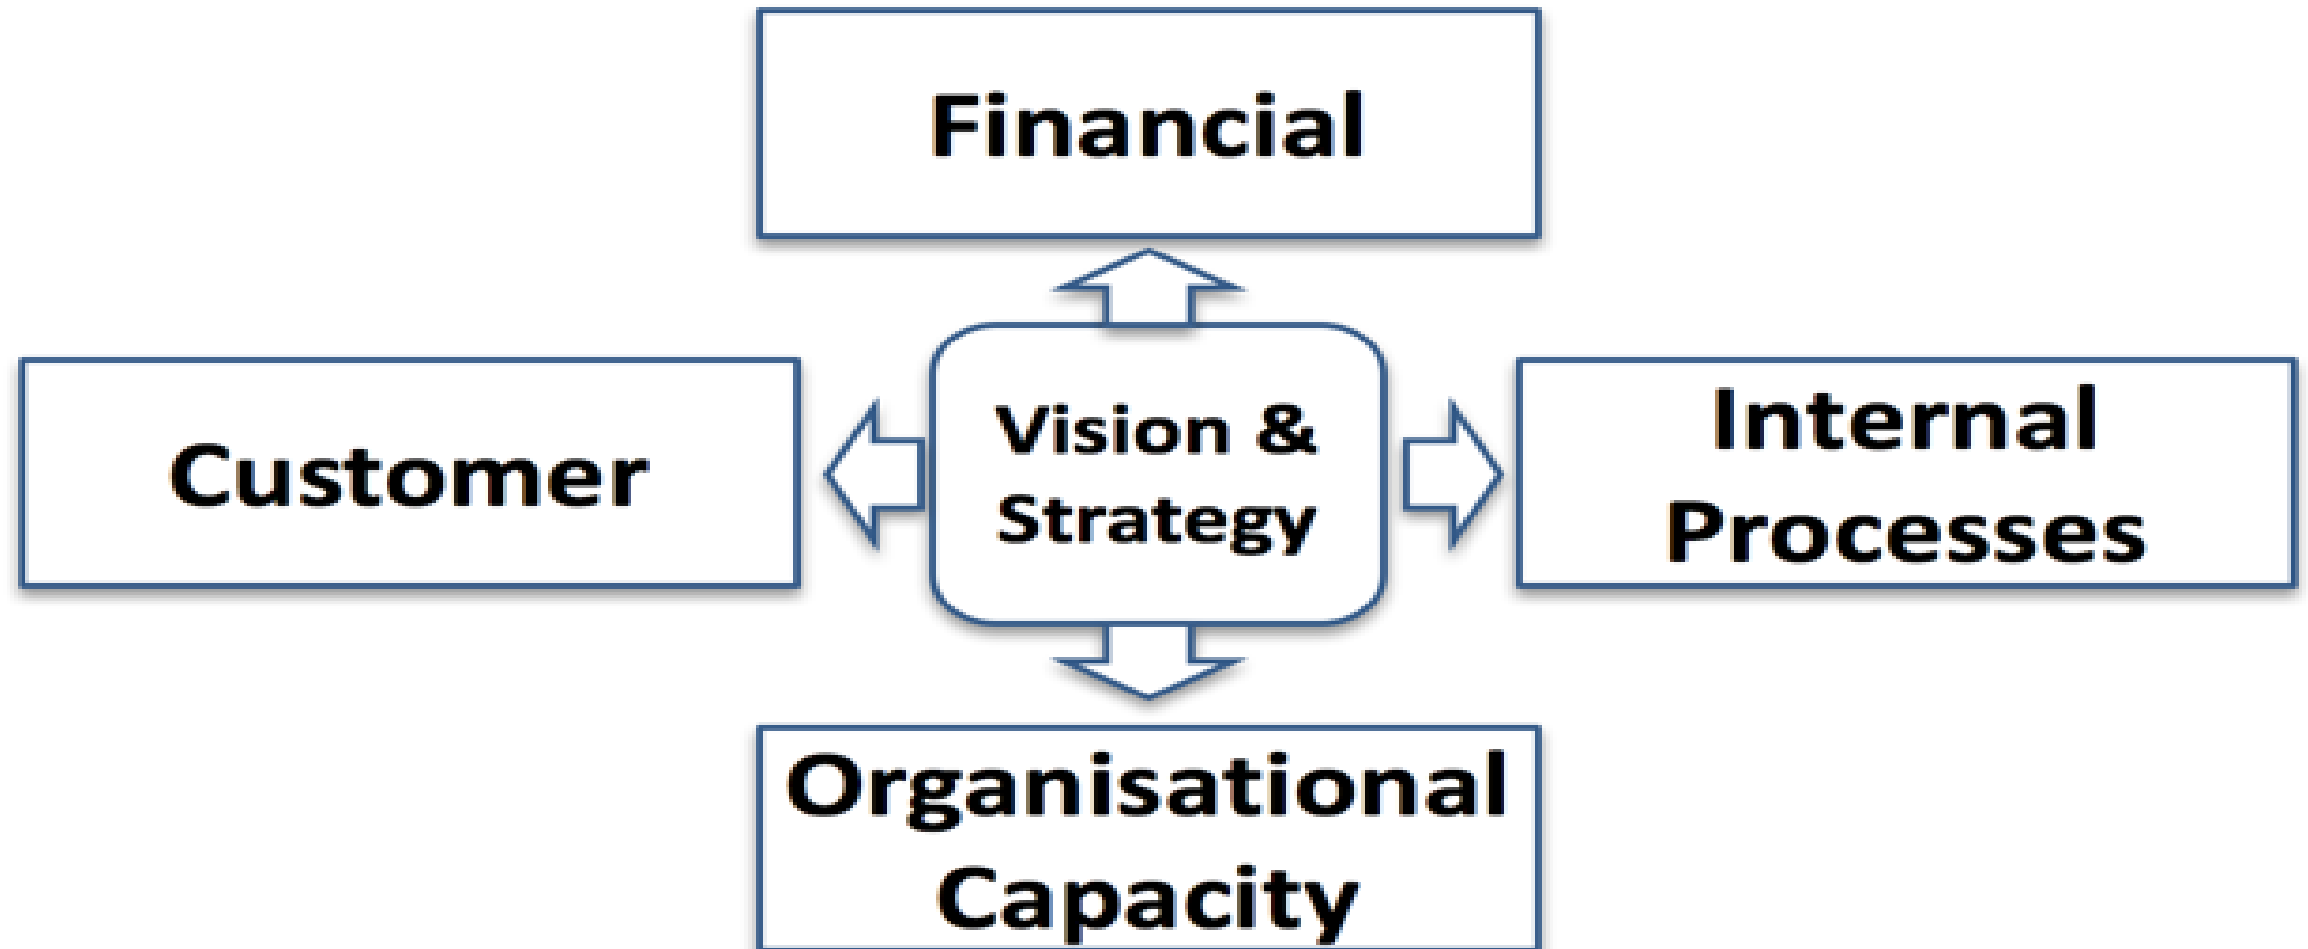 Financial
Customer
Vision &
Strategy
Internal
Processes
Organisational
Capacity